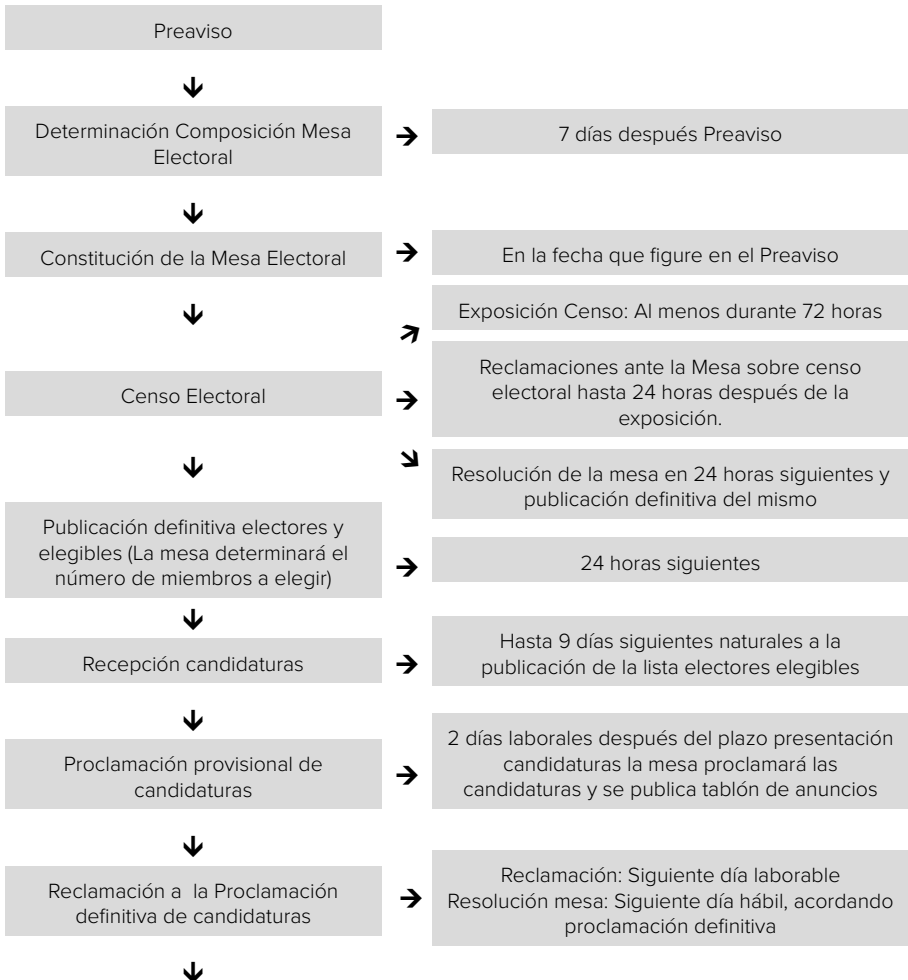 Preaviso
Determinación Composición Mesa
Electoral
7 días después Preaviso
Constitución de la Mesa Electoral
En la fecha que figure en el Preaviso
Exposición Censo: Al menos durante 72 horas
Censo Electoral
Reclamaciones ante la Mesa sobre censo
electoral hasta 24 horas después de la
exposición.
Resolución de la mesa en 24 horas siguientes y
publicación definitiva del mismo
Publicación definitiva electores y
elegibles (La mesa determinará el
número de miembros a elegir)
24 horas siguientes
Recepción candidaturas
Hasta 9 días siguientes naturales a la
publicación de la lista electores elegibles
Proclamación provisional de
candidaturas
2 días laborales después del plazo presentación
candidaturas la mesa proclamará las
candidaturas y se publica tablón de anuncios
Reclamación a  la Proclamación
definitiva de candidaturas
Reclamación: Siguiente día laborable
Resolución mesa: Siguiente día hábil, acordando
proclamación definitiva